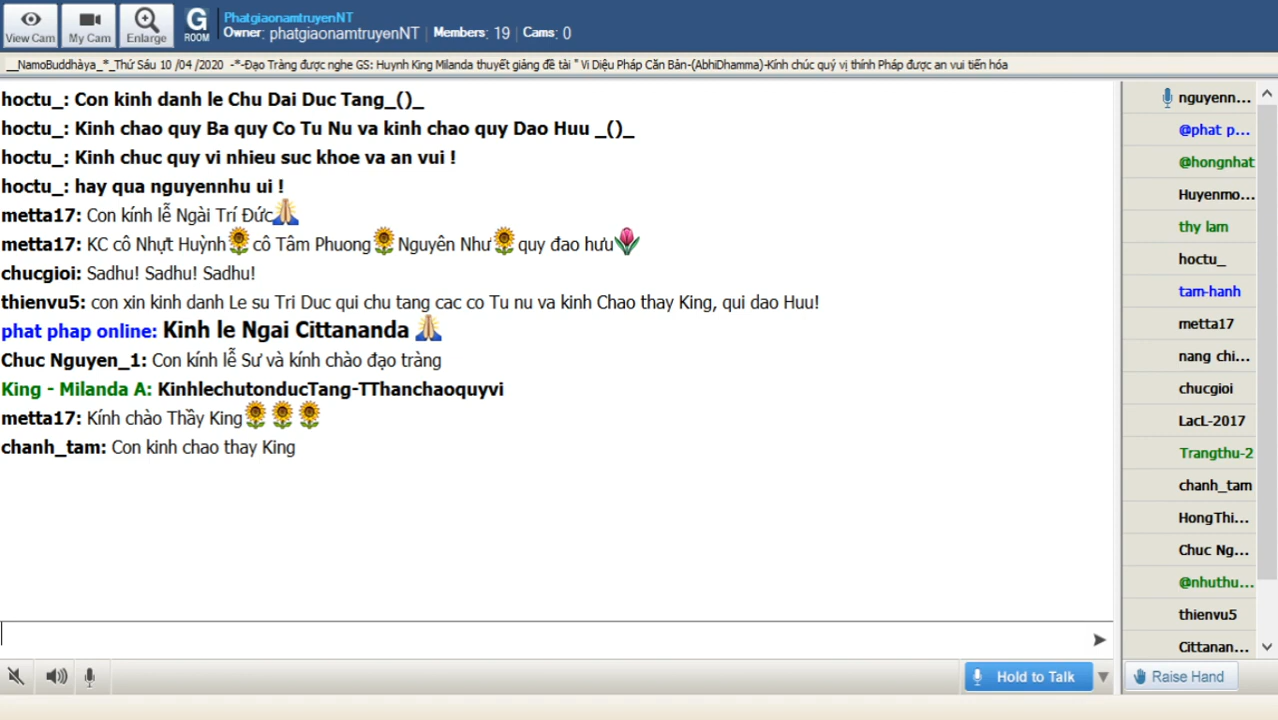 View Cam
My Cam
Enlarge
G
ROOM
PhatgiaonamtruyenNT
Owner: phatgiaonamtruyenNT | Members: 19 | Cams: 0
__NamoBuddhàya_*_Thứ Sáu 10 /04 /2020 -*-Đạo Tràng được nghe GS: Huynh King Milanda thuyết giảng đề tài " Vi Diệu Pháp Căn Bản-(AbhiDhamma)-Kính chúc quý vị thính Pháp được an vui tiến hóa
hoctu_: Con kinh danh le Chu Dai Duc Tang_()_
hoctu_: Kinh chao quy Ba quy Co Tu Nu va kinh chao quy Dao Huu _()_
hoctu_: Kinh chuc quy vi nhieu suc khoe va an vui !
hoctu_: hay qua nguyennhu ui !
metta17: Con kính lễ Ngài Trí Đức
metta17: KC cô Nhựt Huỳnh cô Tâm Phuong Nguyên Như quy đao hưu
chucgioi: Sadhu! Sadhu! Sadhu!
thienvu5: con xin kinh danh Le su Tri Duc qui chu tang cac co Tu nu va kinh Chao thay King, qui dao Huu!
phat phap online: Kinh le Ngai Cittananda
Chuc Nguyen_1: Con kính lễ Sư và kính chào đạo tràng
King - Milanda A: KinhlechutonducTang-TThanchaoquyvi
metta17: Kính chào Thầy King
chanh_tam: Con kinh chao thay King
nguyenn...
@phat p...
@hongnhat
Huyenmo...
thy lam
hoctu_
tam-hanh
metta17
nang chi...
chucgioi
LacL-2017
Trangthu-2
chanh_tam
HongThi...
Chuc Ng...
@nhuthu...
thienvu5
Cittanan...
Hold to Talk
Raise Hand